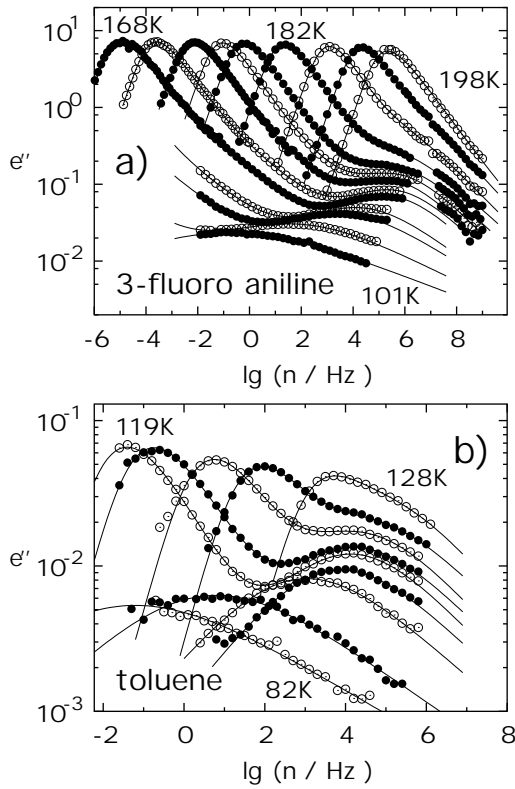 10¹
168K
182K
198K
10⁰
a)
e''
10⁻¹
10⁻²
3-fluoro aniline
101K
-6 -4 -2 0 2 4 6 8
lg (n / Hz )
10⁻¹
119K
b)
128K
e''
10⁻²
toluene
82K
10⁻³
-2 0 2 4 6 8
lg (n / Hz )